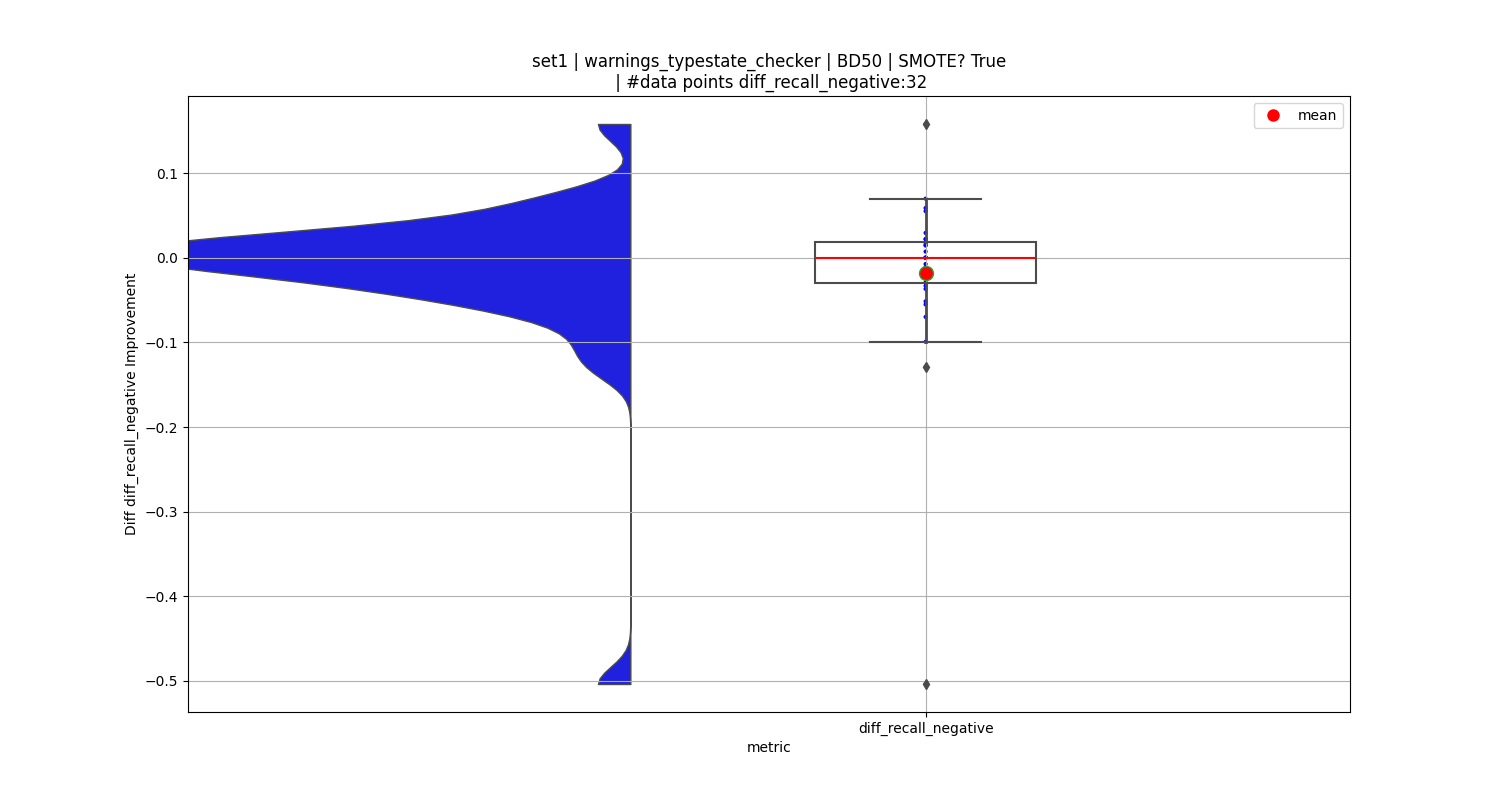 set1 | warnings_typestate_checker | BD50 | SMOTE? True
| #data points diff_recall_negative:32
mean
0.1
0.0
−0.1
−0.2
−0.3
−0.4
−0.5
Diff diff_recall_negative Improvement
diff_recall_negative
metric